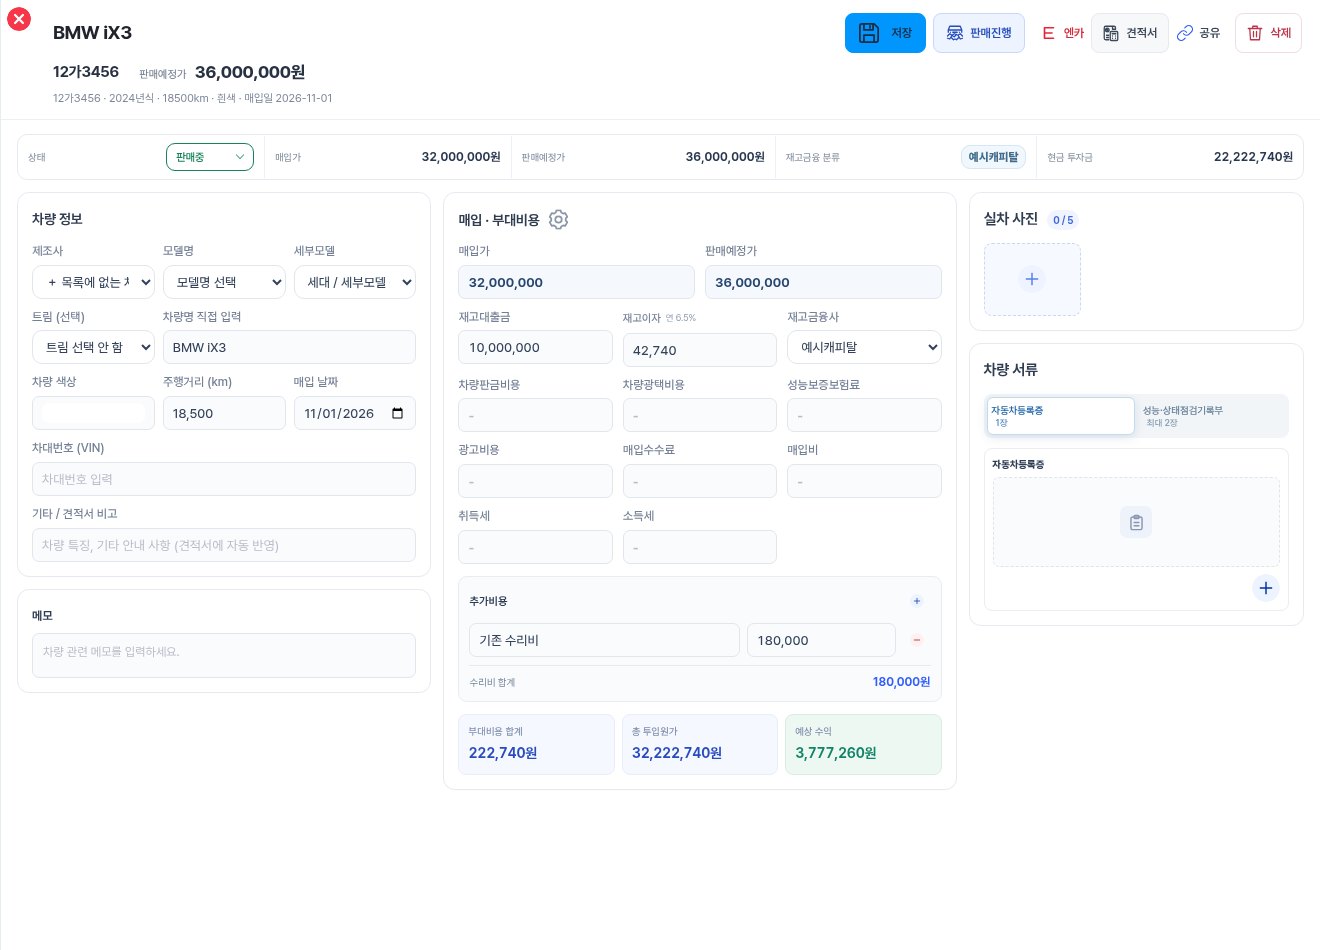 BMW iX3
저장
판매진행
엔카
견적서
공유
삭제
12가3456 판매예정가 36,000,000원
12가3456 · 2024년식 · 18500km · 흰색 · 매입일 2026-11-01
상태 판매중
매입가 32,000,000원
판매예정가 36,000,000원
재고금융 분류 예시캐피탈
현금 투자금 22,222,740원
차량 정보
제조사 모델명 세부모델
+ 목록에 없는 모델명 선택 세대 / 세부모델
트림 (선택) 차량명 직접 입력
트림 선택 안 함 BMW iX3
차량 색상 주행거리 (km) 매입 날짜
18,500 11/01/2026
차대번호 (VIN)
차대번호 입력
기타 / 견적서 비고
차량 특징, 기타 안내 사항 (견적서에 자동 반영)
메모
차량 관련 메모를 입력하세요.
매입 · 부대비용
매입가 판매예정가
32,000,000 36,000,000
재고대출금 재고이자 연 6.5% 재고금융사
10,000,000 42,740 예시캐피탈
차량판금비용 차량광택비용 성능보증보험료
- - -
광고비용 매입수수료 매입비
- - -
취득세 소득세
- -
추가비용 +
기존 수리비 180,000 −
수리비 합계 180,000원
부대비용 합계 총 투입원가 예상 수익
222,740원 32,222,740원 3,777,260원
실차 사진 0 / 5
+
차량 서류
자동차등록증 성능·상태점검기록부
1장 최대 2장
자동차등록증
+